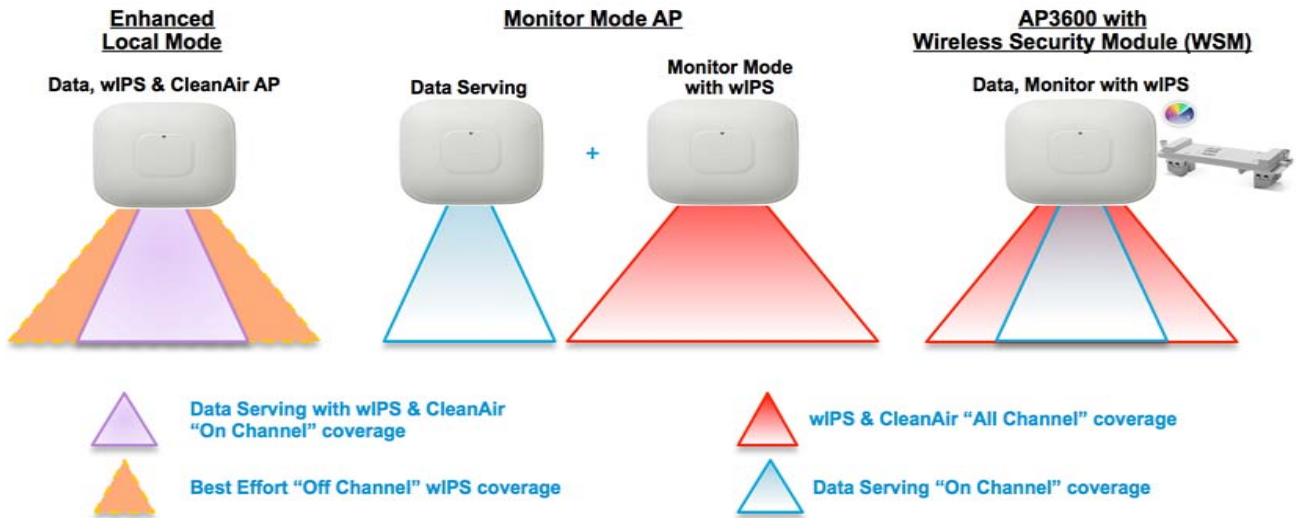 Enhanced
Local Mode
Data, wIPS & CleanAir AP
Monitor Mode AP
Data Serving
+
Monitor Mode
with wIPS
AP3600 with
Wireless Security Module (WSM)
Data, Monitor with wIPS
Data Serving with wIPS & CleanAir
"On Channel" coverage
Best Effort "Off Channel" wIPS coverage
wIPS & CleanAir "All Channel" coverage
Data Serving "On Channel" coverage